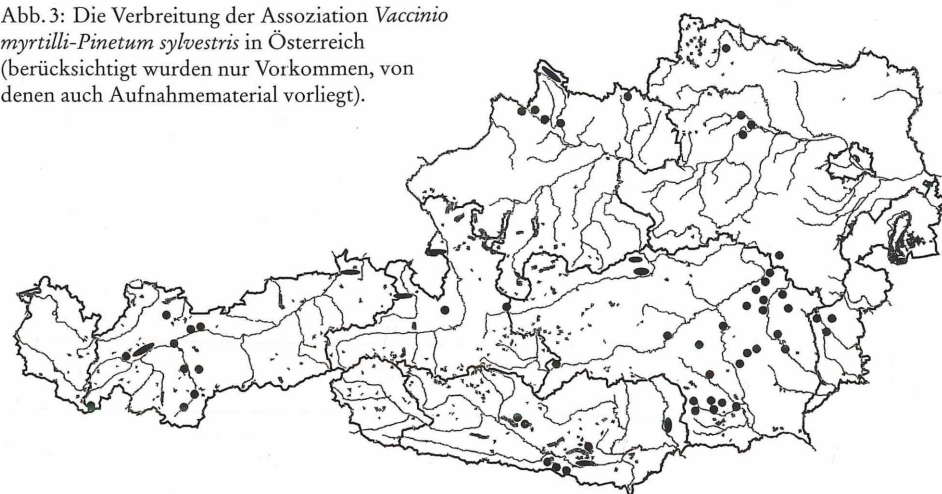 Abb. 3: Die Verbreitung der Assoziation Vaccinio
myrtilli-Pinetum sylvestris in Österreich
(berücksichtigt wurden nur Vorkommen, von
denen auch Aufnahmematerial vorliegt).